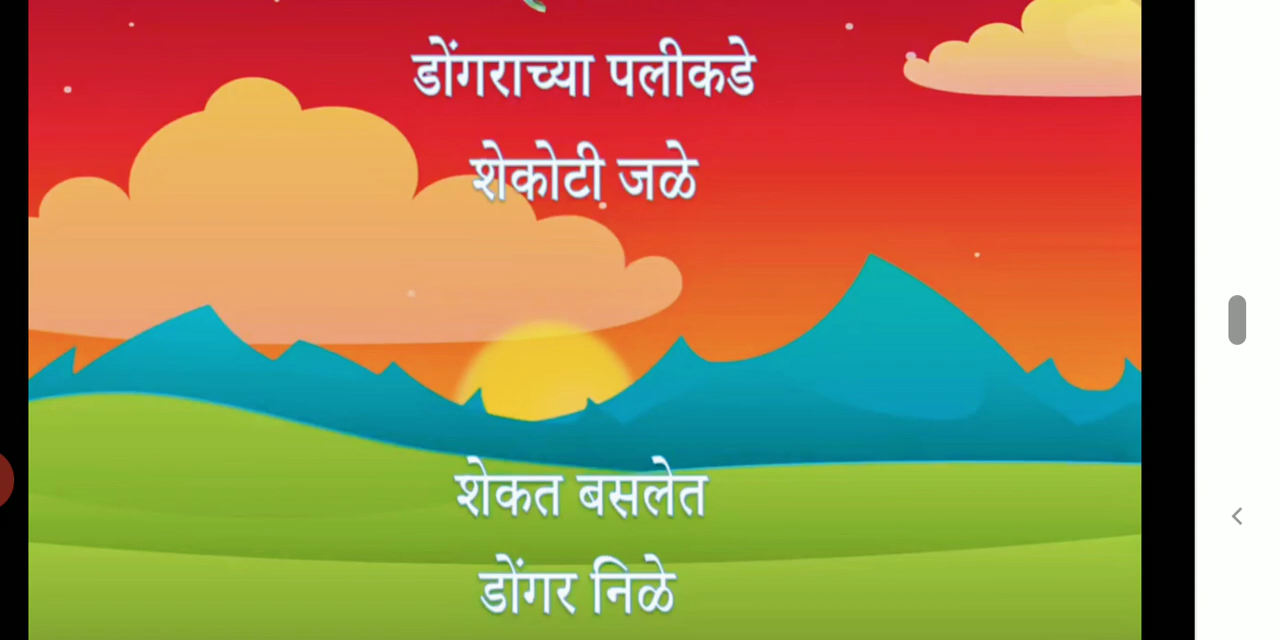 डोंगराच्या पलीकडे
शेकोटी जळे
शेकत बसलेत
डोंगर निळे